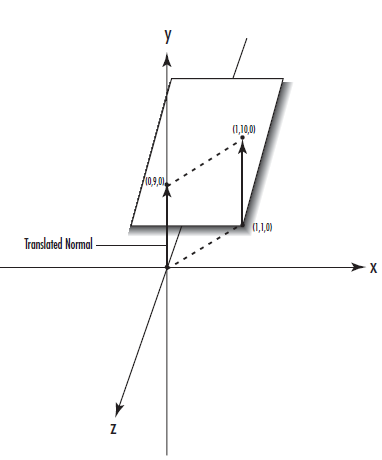 y
(1,10,0)
(0,9,0)
(1,1,0)
Translated Normal
x
z